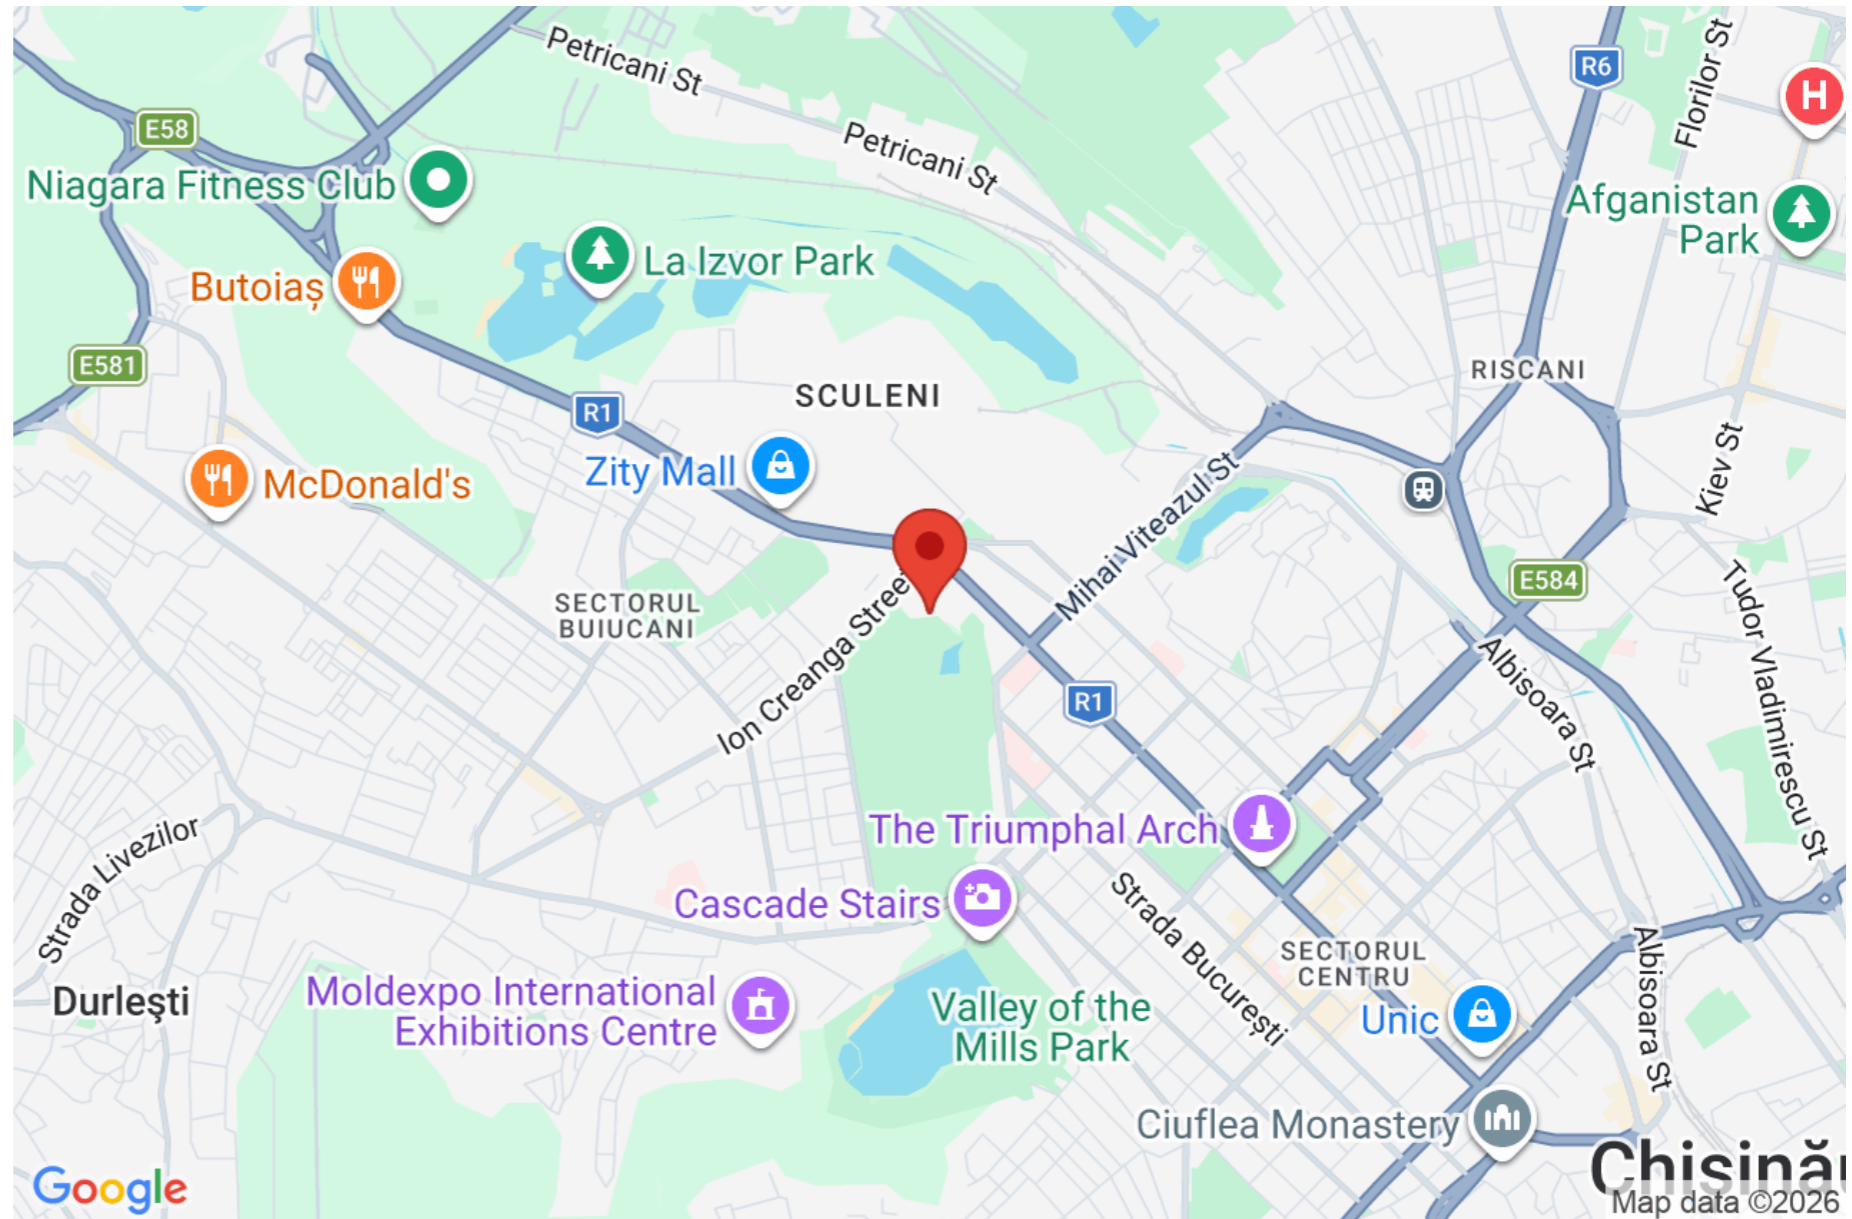 Petricani St
R6
Florilor St
H
E58
Petricani St
Niagara Fitness Club
Afganistan
Park
La Izvor Park
Butoiaș
E581
RISCANI
SCULENI
R1
Kiev St
Zity Mall
McDonald's
Mihai Viteazul St
E584
SECTORUL
BUIUCANI
Ion Creanga Street
Tudor Vladimirescu St
Albisoara St
R1
The Triumphal Arch
Strada Livezilor
Cascade Stairs
Strada București
SECTORUL
CENTRU
Albisoara St
Durleşti
Moldexpo International
Exhibitions Centre
Valley of the
Mills Park
Unic
Ciuflea Monastery
Chișinău
Google
Map data ©2026